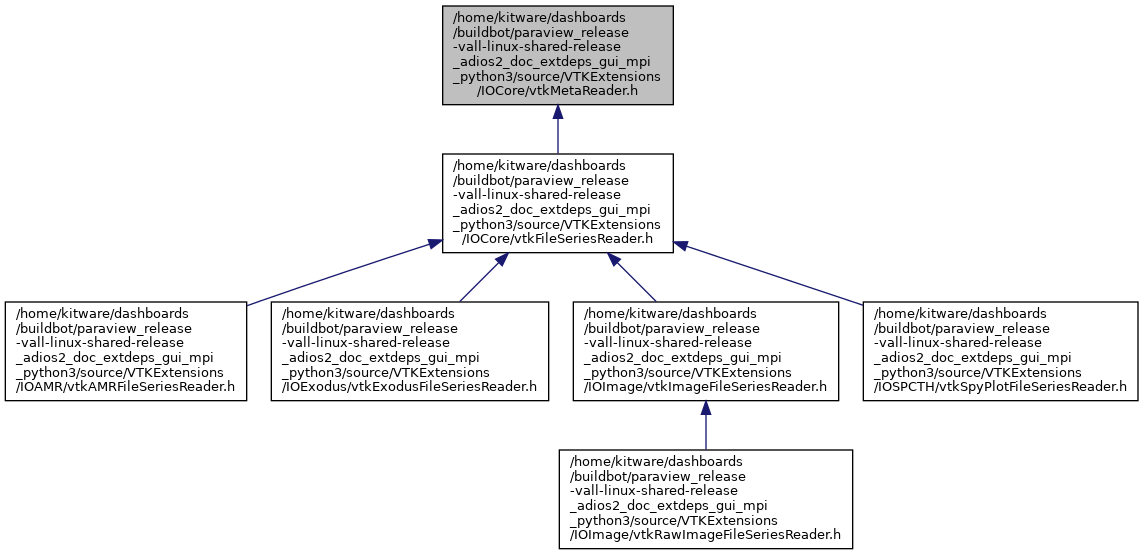 /home/kitware/dashboards
/buildbot/paraview_release
-vall-linux-shared-release
_adios2_doc_extdeps_gui_mpi
_python3/source/VTKExtensions
/IOCore/vtkMetaReader.h
/home/kitware/dashboards
/buildbot/paraview_release
-vall-linux-shared-release
_adios2_doc_extdeps_gui_mpi
_python3/source/VTKExtensions
/IOCore/vtkFileSeriesReader.h
/home/kitware/dashboards
/buildbot/paraview_release
-vall-linux-shared-release
_adios2_doc_extdeps_gui_mpi
_python3/source/VTKExtensions
/IOAMR/vtkAMRFileSeriesReader.h
/home/kitware/dashboards
/buildbot/paraview_release
-vall-linux-shared-release
_adios2_doc_extdeps_gui_mpi
_python3/source/VTKExtensions
/IOExodus/vtkExodusFileSeriesReader.h
/home/kitware/dashboards
/buildbot/paraview_release
-vall-linux-shared-release
_adios2_doc_extdeps_gui_mpi
_python3/source/VTKExtensions
/IOImage/vtkImageFileSeriesReader.h
/home/kitware/dashboards
/buildbot/paraview_release
-vall-linux-shared-release
_adios2_doc_extdeps_gui_mpi
_python3/source/VTKExtensions
/IOSPCTH/vtkSpyPlotFileSeriesReader.h
/home/kitware/dashboards
/buildbot/paraview_release
-vall-linux-shared-release
_adios2_doc_extdeps_gui_mpi
_python3/source/VTKExtensions
/IOImage/vtkRawImageFileSeriesReader.h